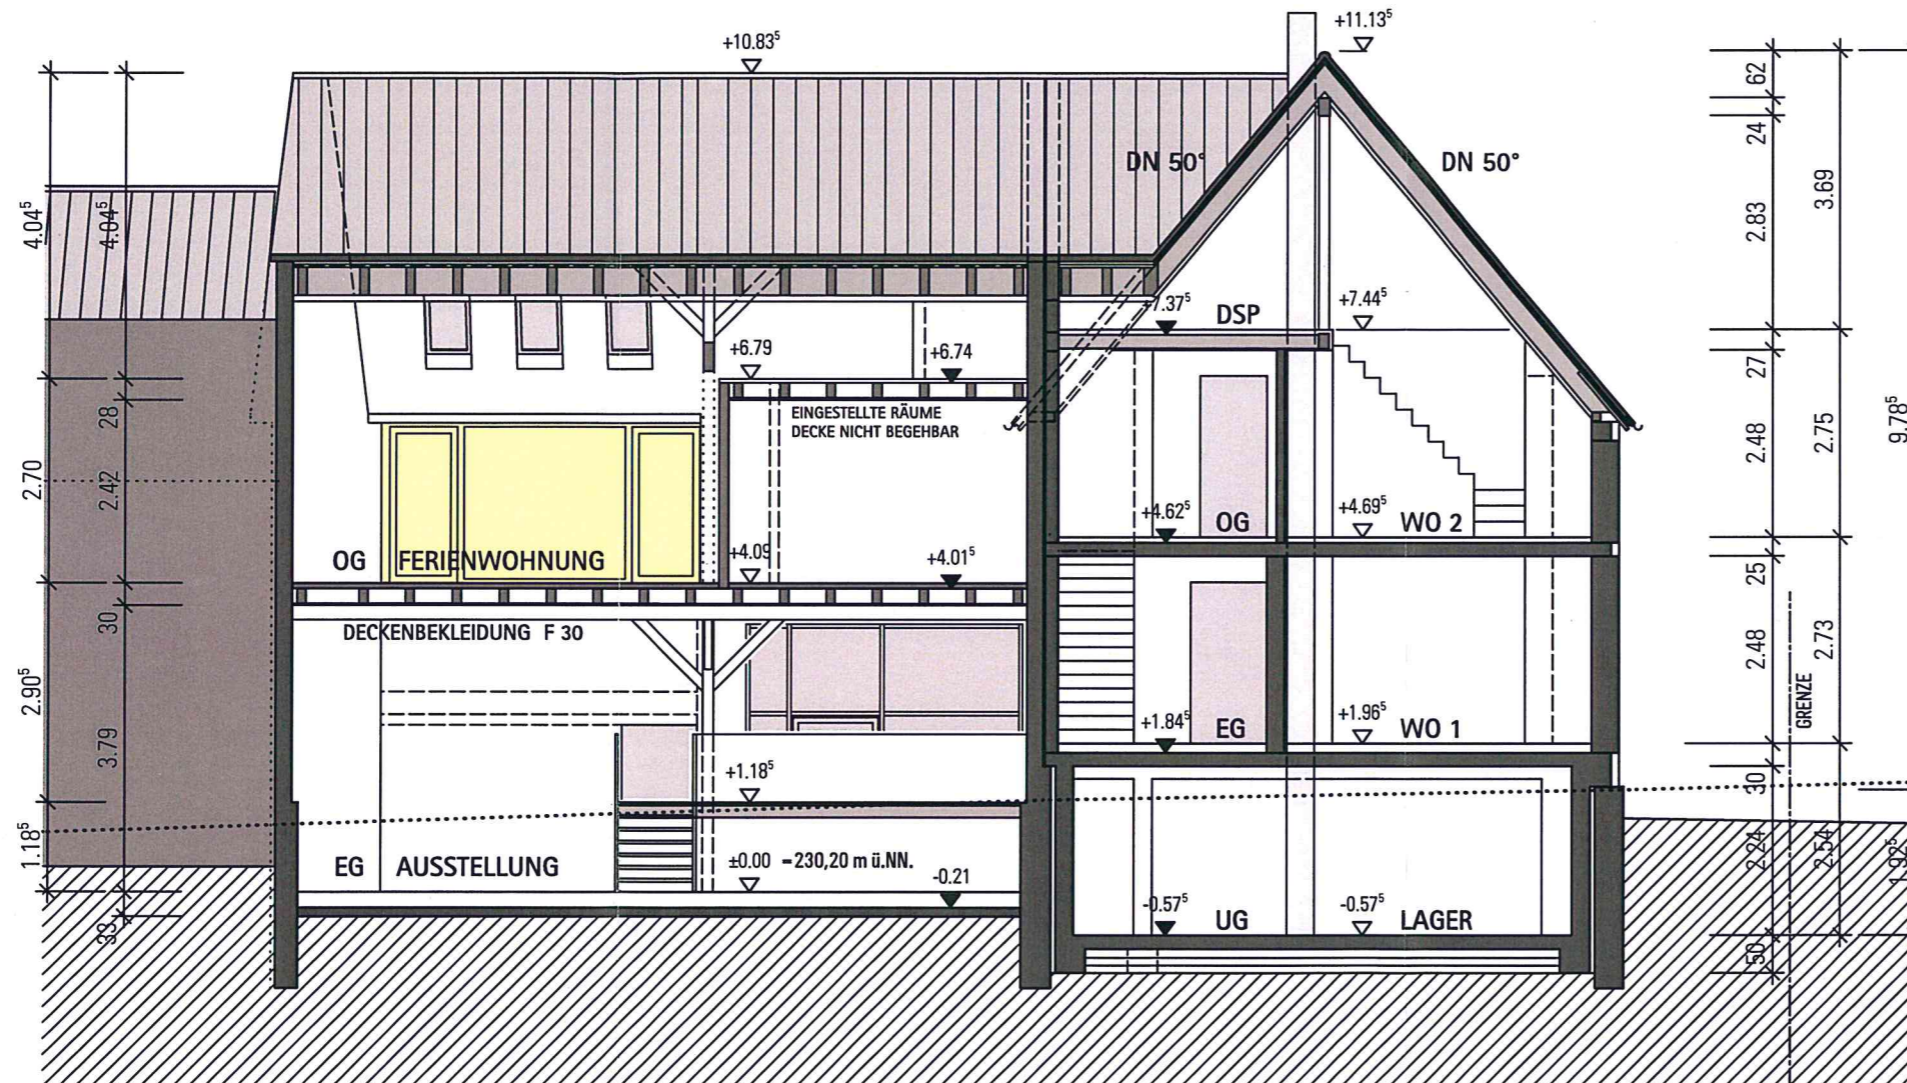 +10.83⁵
+11.13⁵
DN 50°
DN 50°
62
24
2.83
3.69
4.04⁵
4.04⁵
+7.37⁵
DSP
+7.44⁵
+6.79
+6.74
EINGESTELLTE RÄUME
DECKE NICHT BEGEHBAR
27
2.48
2.75
9.78⁵
28
2.42
2.70
+4.62⁵
OG
+4.69⁵
WO 2
OG FERIENWOHNUNG
+4.09
+4.01⁵
DECKENBEKLEIDUNG F 30
25
2.48
2.73
GRENZE
30
3.79
2.90⁵
+1.84⁵
EG
+1.96⁵
WO 1
+1.18⁵
30
2.24
2.54
1.92⁵
1.18⁵
EG AUSSTELLUNG
±0.00 =230,20 m ü.NN.
-0.21
33
-0.57⁵
UG
-0.57⁵
LAGER
50